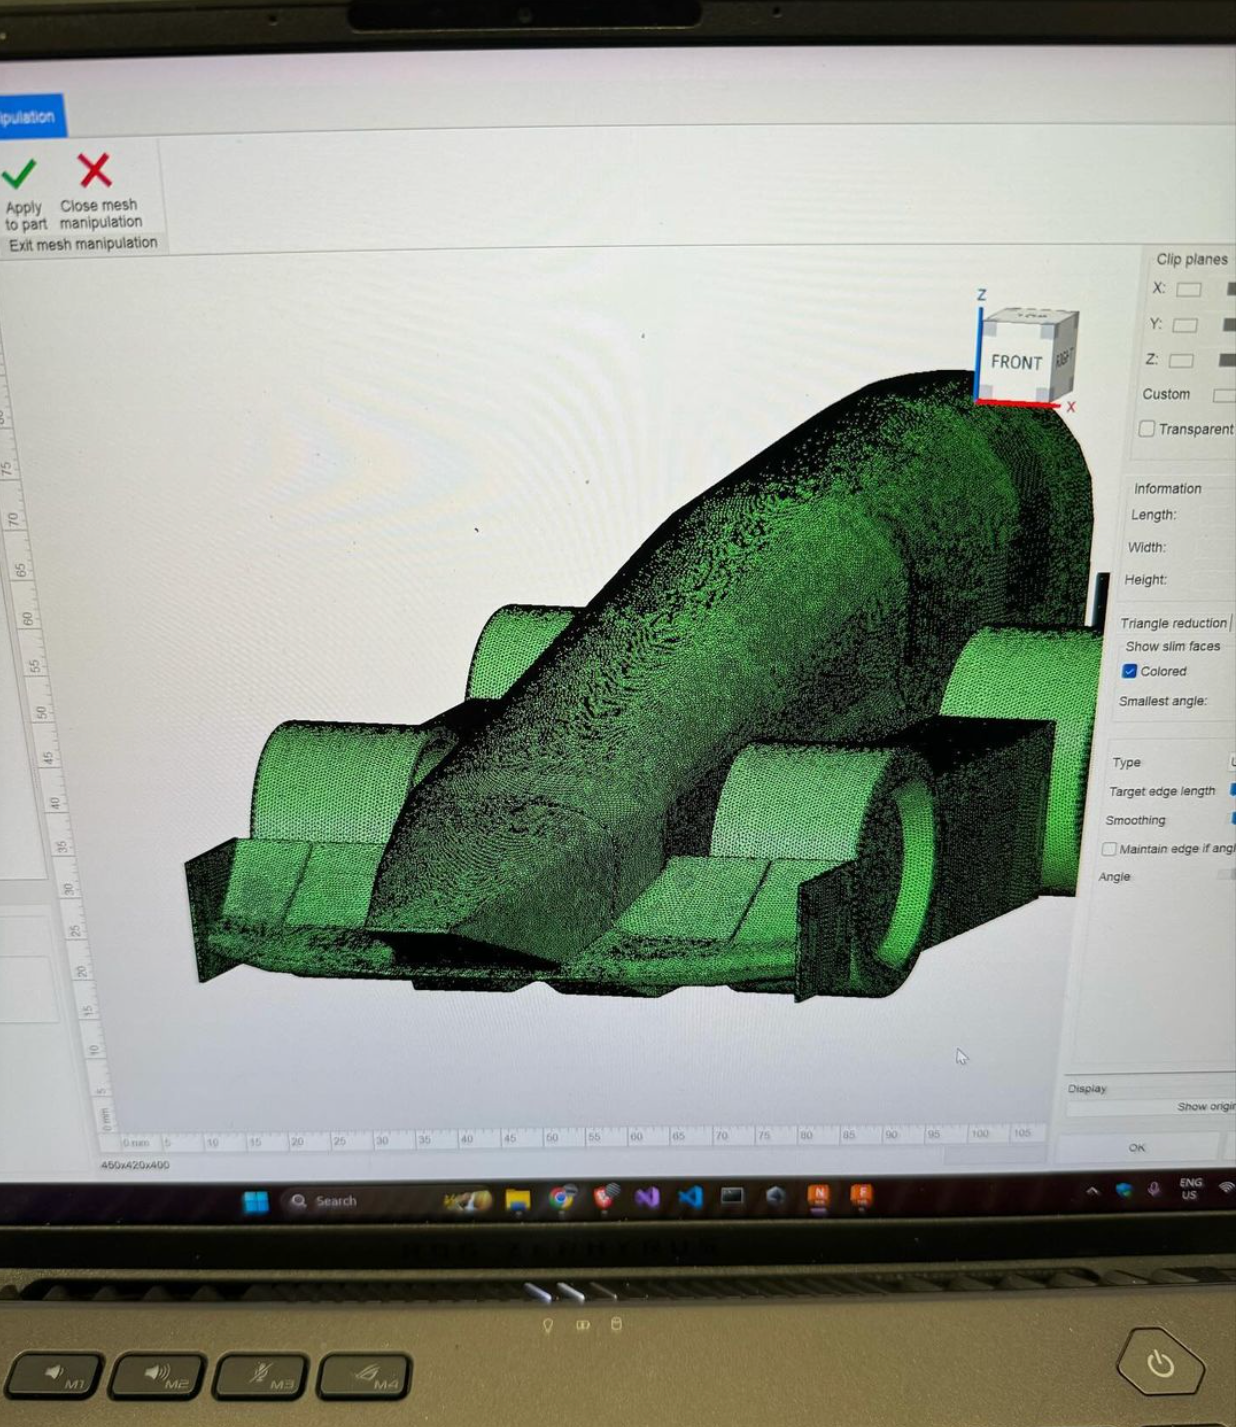 ipulation
Apply to part
Close mesh manipulation
Exit mesh manipulation
Clip planes
X:
Y:
Z:
Custom
Transparent
Z
TOP
FRONT
RIGHT
X
Information
Length:
Width:
Height:
Triangle reduction
Show slim faces
Colored
Smallest angle:
Type
Target edge length
Smoothing
Maintain edge if angl
Angle
Display
Show origin
OK
75
70
65
60
55
50
45
40
35
30
25
20
15
10
5
0 mm
0 mm 5 10 15 20 25 30 35 40 45 50 55 60 65 70 75 80 85 90 95 100 105
460x420x400
Search
N
F
ENG
US
M1
M2
M3
M4